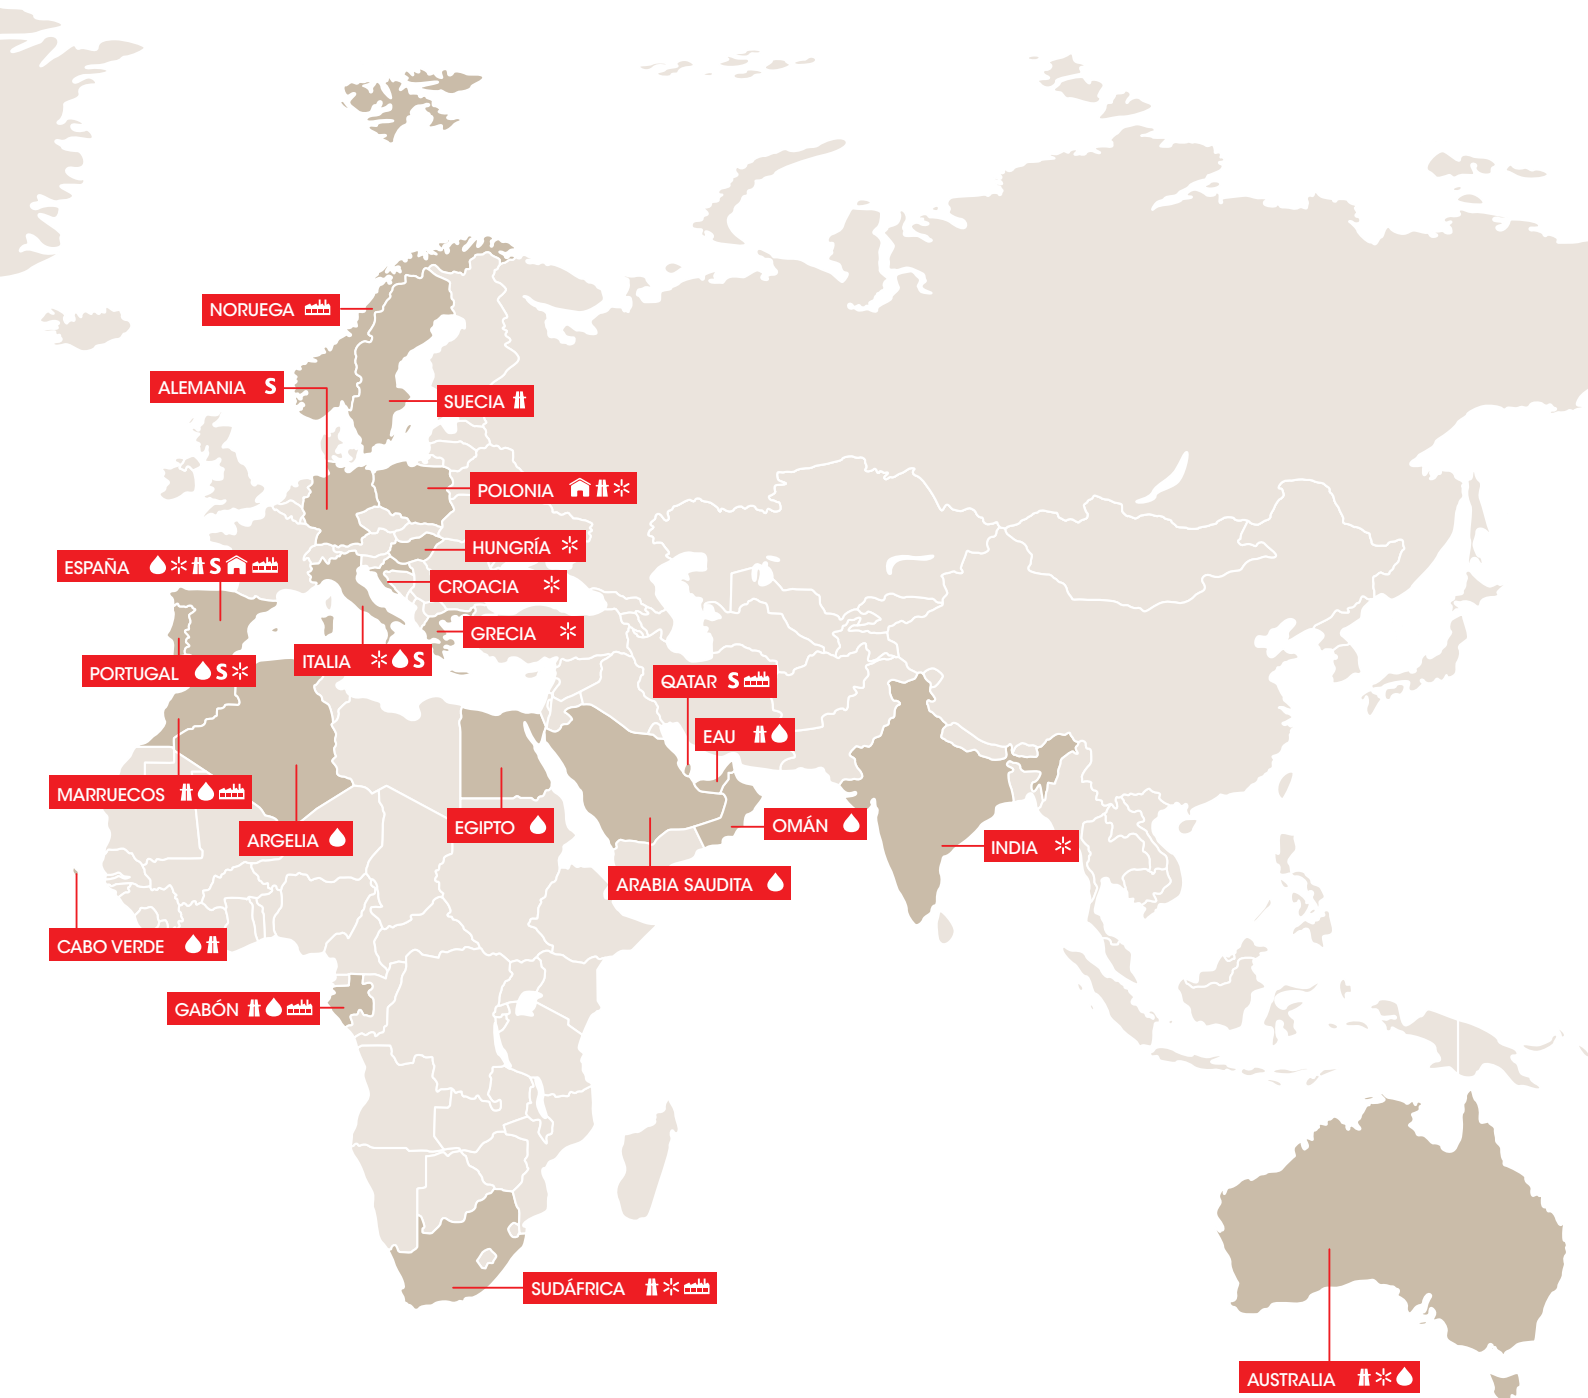 NORUEGA
ALEMANIA S
SUECIA
POLONIA
HUNGRÍA
ESPAÑA S
CROACIA
GRECIA
ITALIA S
PORTUGAL S
QATAR S
EAU
MARRUECOS
ARGELIA
EGIPTO
OMÁN
INDIA
ARABIA SAUDITA
CABO VERDE
GABÓN
SUDÁFRICA
AUSTRALIA